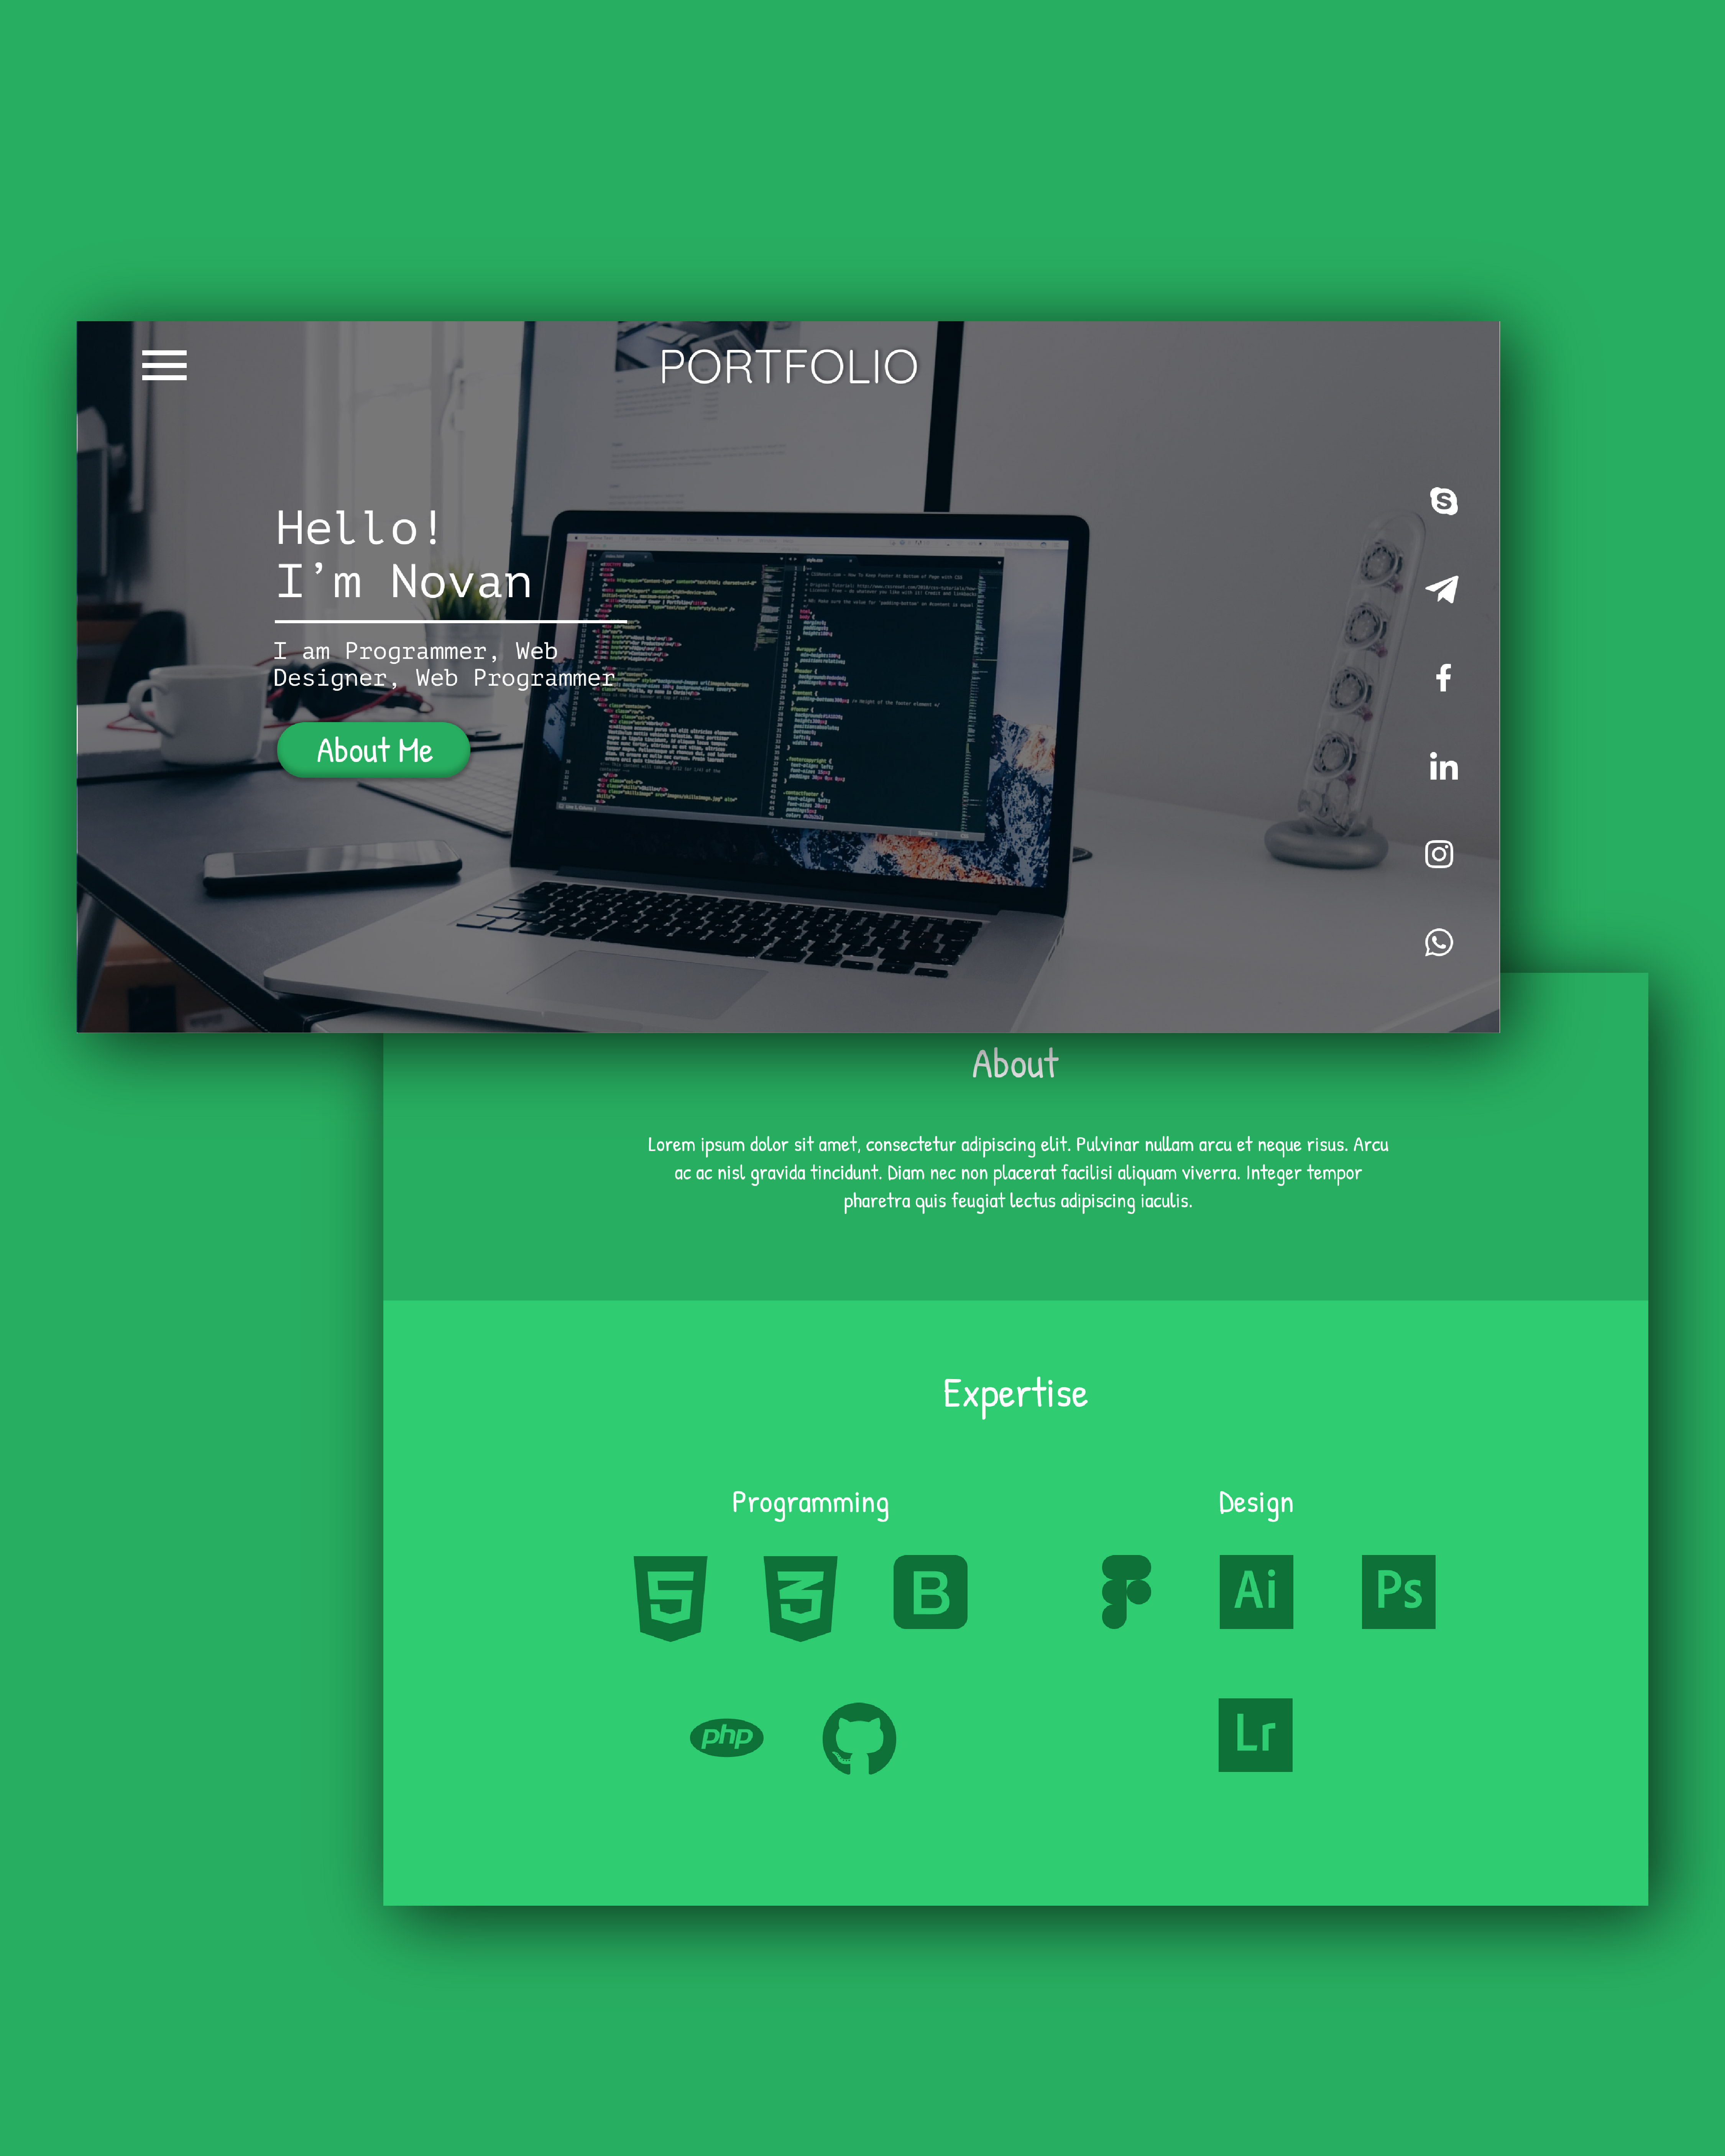 PORTFOLIO
Hello!
I'm Novan
I am Programmer, Web
Designer, Web Programmer
About Me
About
Lorem ipsum dolor sit amet, consectetur adipiscing elit. Pulvinar nullam arcu et neque risus. Arcu
ac ac nisl gravida tincidunt. Diam nec non placerat facilisi aliquam viverra. Integer tempor
pharetra quis feugiat lectus adipiscing iaculis.
Expertise
Programming
Design
B
Ai
Ps
php
Lr